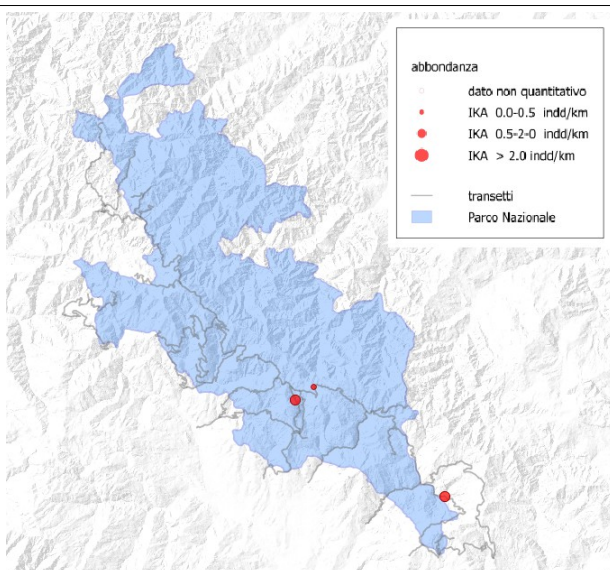 abbondanza
dato non quantitativo
IKA 0.0-0.5 indd/km
IKA 0.5-2-0 indd/km
IKA > 2.0 indd/km
transetti
Parco Nazionale